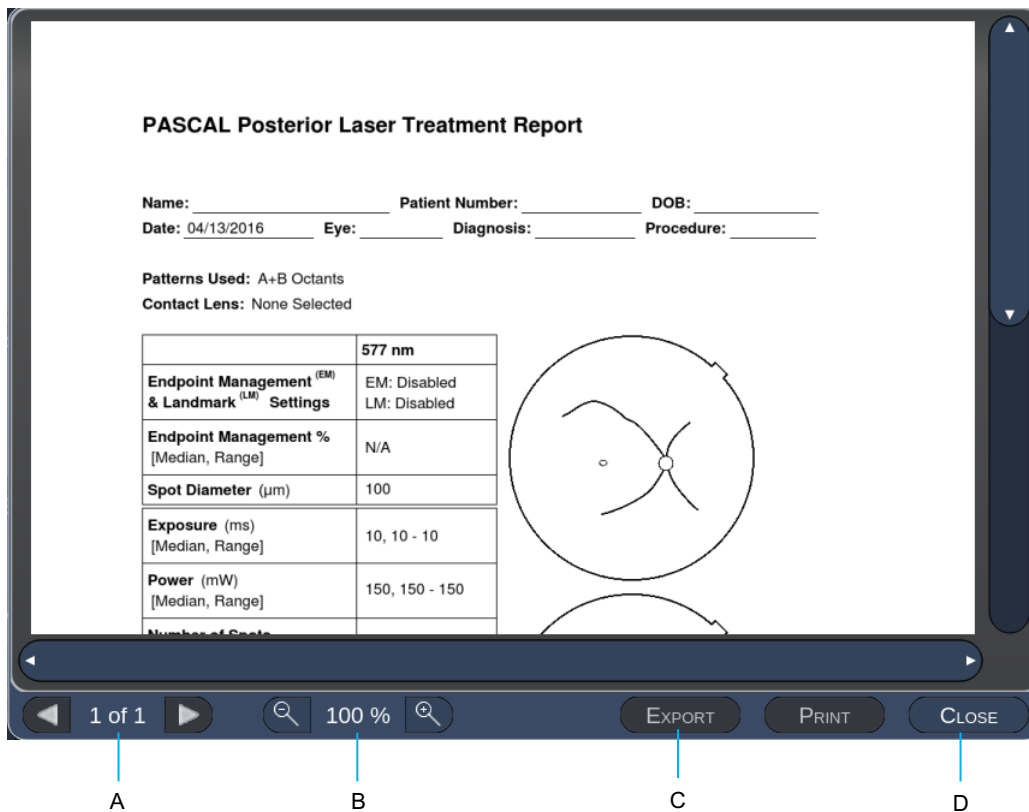 PASCAL Posterior Laser Treatment Report
Name: Patient Number: DOB:
Date: 04/13/2016 Eye: Diagnosis: Procedure:
Patterns Used: A+B Octants
Contact Lens: None Selected
577 nm
Endpoint Management (EM)
& Landmark (LM) Settings
EM: Disabled
LM: Disabled
Endpoint Management %
[Median, Range]
N/A
Spot Diameter (µm) 100
Exposure (ms)
[Median, Range]
10, 10 - 10
Power (mW)
[Median, Range]
150, 150 - 150
Number of Spots
1 of 1 100 % EXPORT PRINT CLOSE
A B C D